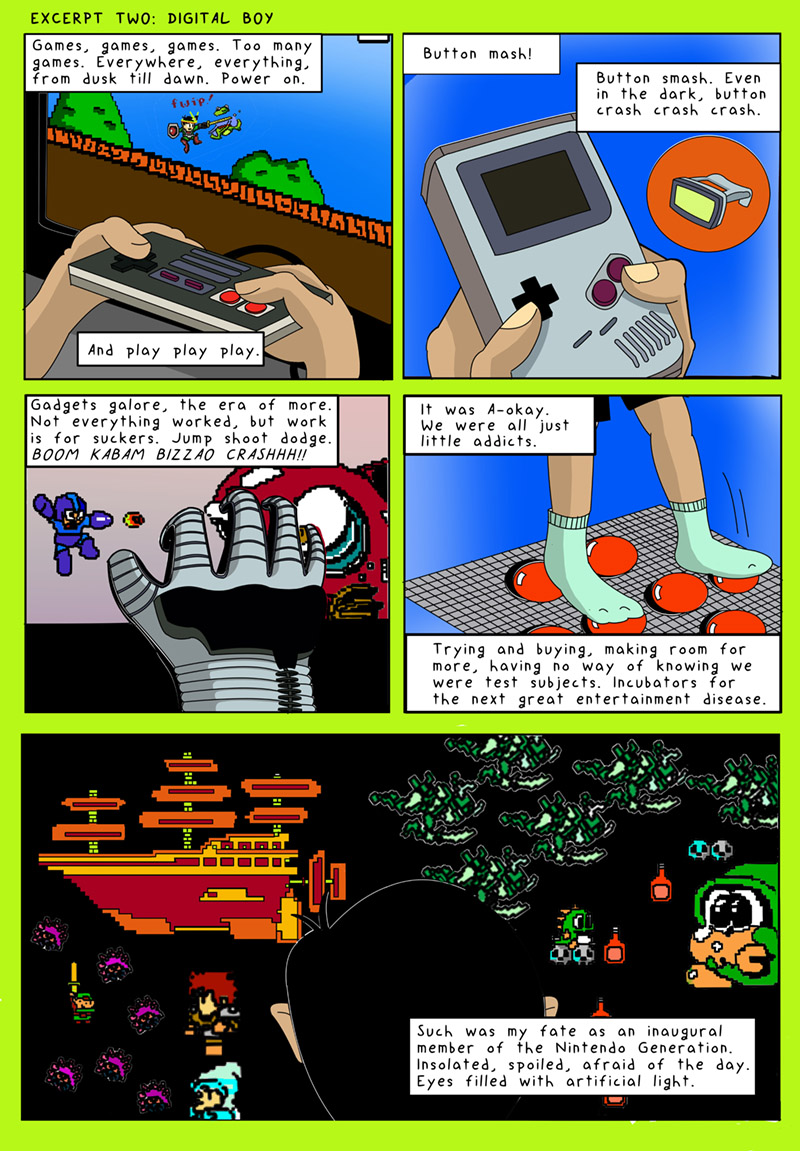 EXCERPT TWO: DIGITAL BOY
Games, games, games. Too many
games. Everywhere, everything,
from dusk till dawn. Power on.
fwip!
And play play play.
Button mash!
Button smash. Even
in the dark, button
crash crash crash.
Gadgets galore, the era of more.
Not everything worked, but work
is for suckers. Jump shoot dodge.
BOOM KABAM BIZZAO CRASHHH!!
It was A-okay.
We were all just
little addicts.
Trying and buying, making room for
more, having no way of knowing we
were test subjects. Incubators for
the next great entertainment disease.
Such was my fate as an inaugural
member of the Nintendo Generation.
Insolated, spoiled, afraid of the day.
Eyes filled with artificial light.